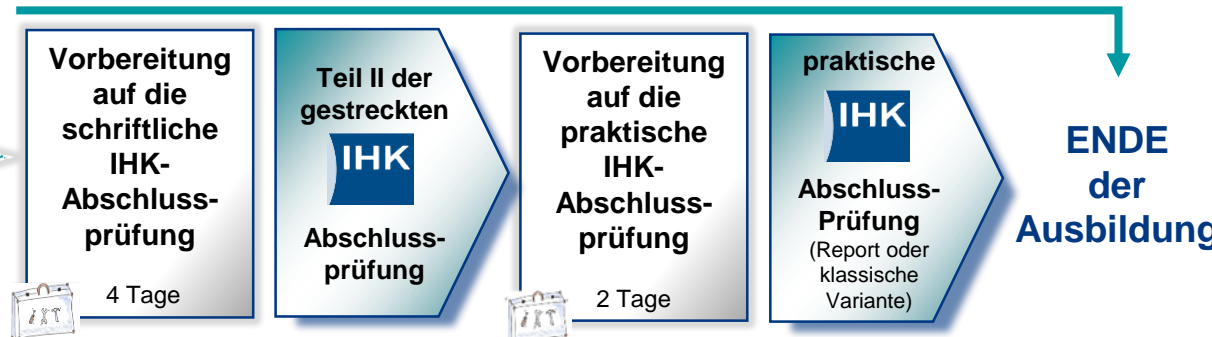 Vorbereitung
auf die
schriftliche
IHK-
Abschluss-
prüfung
4 Tage
Teil II der
gestreckten
IHK
Abschluss-
prüfung
Vorbereitung
auf die
praktische
IHK-
Abschluss-
prüfung
2 Tage
praktische
IHK
Abschluss-
Prüfung
(Report oder
klassische
Variante)
ENDE
der
Ausbildung